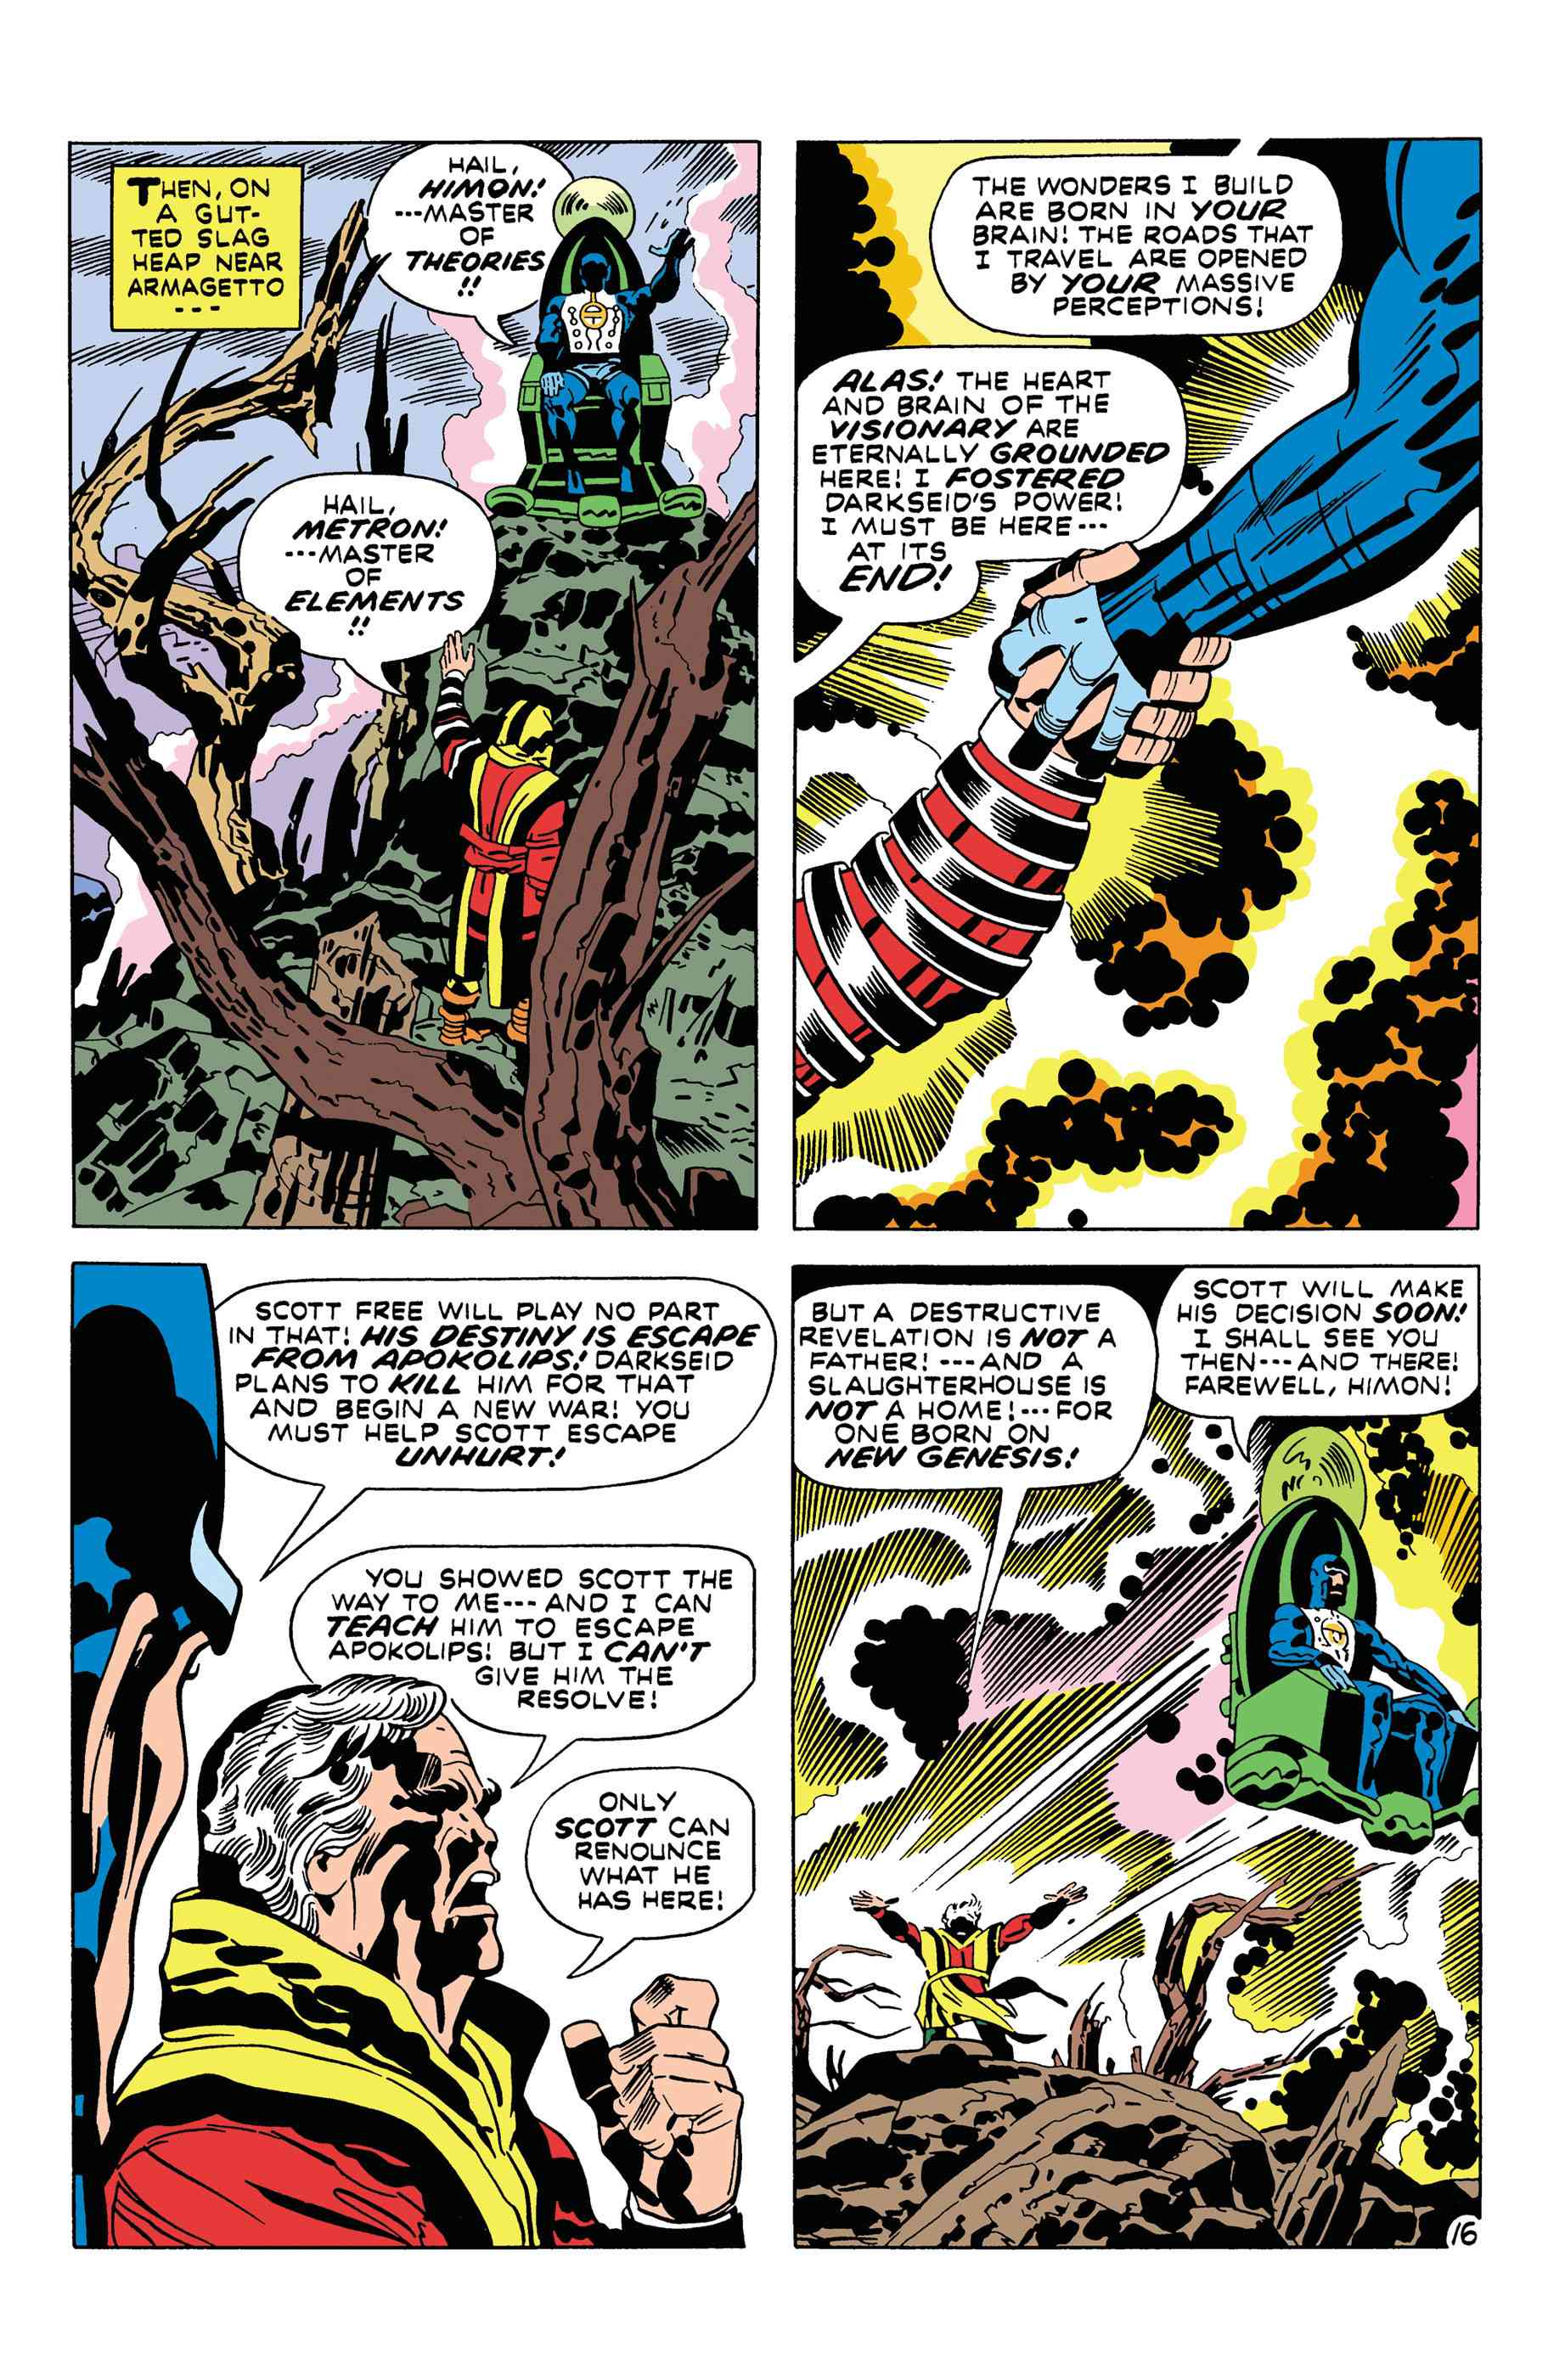 THEN, ON
A GUT-
TED SLAG
HEAP NEAR
ARMAGETTO
---
HAIL,
HIMON!
---MASTER
OF
THEORIES
!!
HAIL,
METRON!
---MASTER
OF
ELEMENTS
!!
THE WONDERS I BUILD
ARE BORN IN YOUR
BRAIN! THE ROADS THAT
I TRAVEL ARE OPENED
BY YOUR MASSIVE
PERCEPTIONS!
ALAS! THE HEART
AND BRAIN OF THE
VISIONARY ARE
ETERNALLY GROUNDED
HERE! I FOSTERED
DARKSEID'S POWER!
I MUST BE HERE---
AT ITS
END!
SCOTT FREE WILL PLAY NO PART
IN THAT! HIS DESTINY IS ESCAPE
FROM APOKOLIPS! DARKSEID
PLANS TO KILL HIM FOR THAT
AND BEGIN A NEW WAR! YOU
MUST HELP SCOTT ESCAPE
UNHURT!
YOU SHOWED SCOTT THE
WAY TO ME---AND I CAN
TEACH HIM TO ESCAPE
APOKOLIPS! BUT I CAN'T
GIVE HIM THE
RESOLVE!
ONLY
SCOTT CAN
RENOUNCE
WHAT HE
HAS HERE!
BUT A DESTRUCTIVE
REVELATION IS NOT A
FATHER! ---AND A
SLAUGHTERHOUSE IS
NOT A HOME!---FOR
ONE BORN ON
NEW GENESIS!
SCOTT WILL MAKE
HIS DECISION SOON!
I SHALL SEE YOU
THEN---AND THERE!
FAREWELL, HIMON!
16